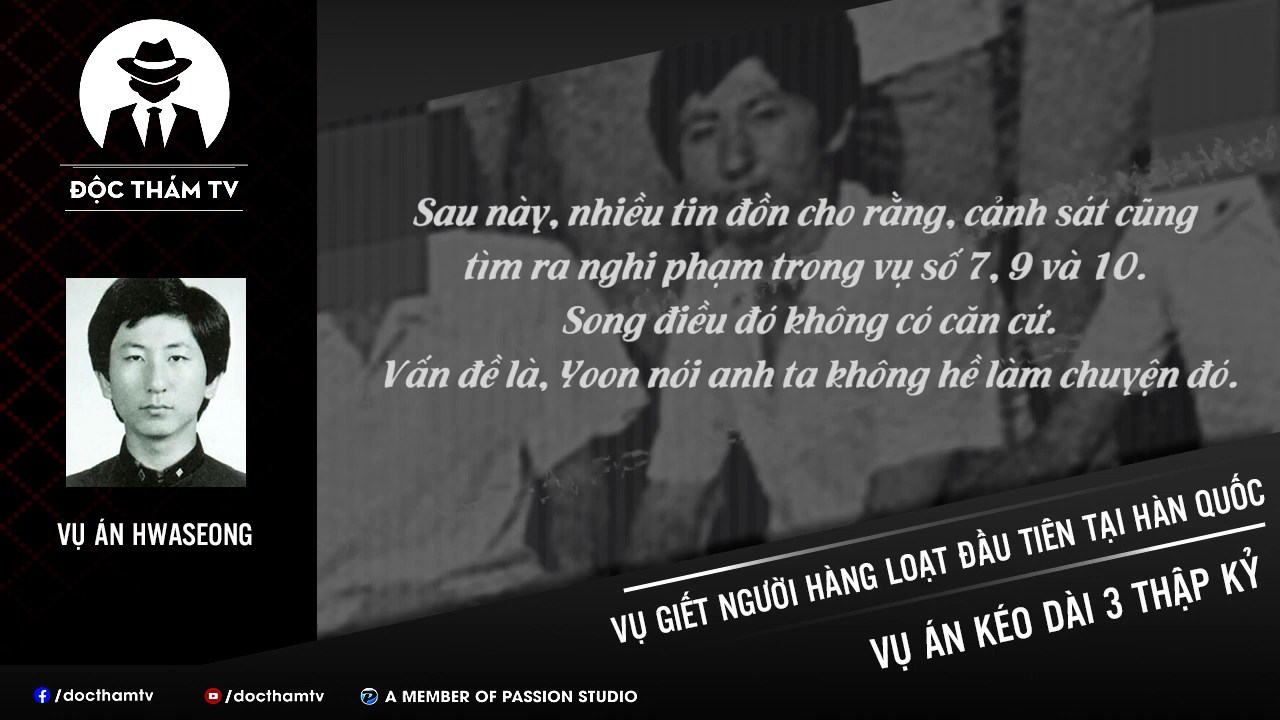 ĐỘC THÁM TV
VỤ ÁN HWASEONG
Sau này, nhiều tin đồn cho rằng, cảnh sát cũng
tìm ra nghi phạm trong vụ số 7, 9 và 10.
Song điều đó không có căn cứ.
Vấn đề là, Yoon nói anh ta không hề làm chuyện đó.
VỤ GIẾT NGƯỜI HÀNG LOẠT ĐẦU TIÊN TẠI HÀN QUỐC
VỤ ÁN KÉO DÀI 3 THẬP KỶ
/docthamtv
/docthamtv
A MEMBER OF PASSION STUDIO